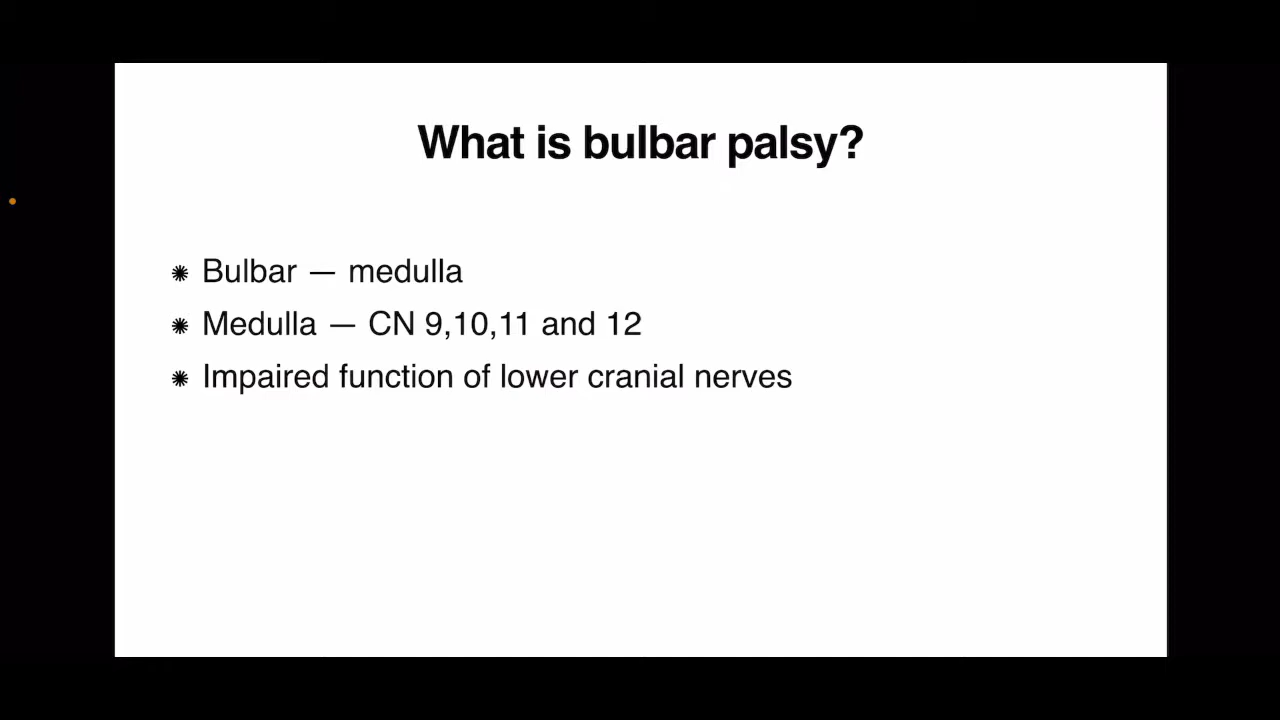 What is bulbar palsy?
✺ Bulbar — medulla
✺ Medulla — CN 9,10,11 and 12
✺ Impaired function of lower cranial nerves